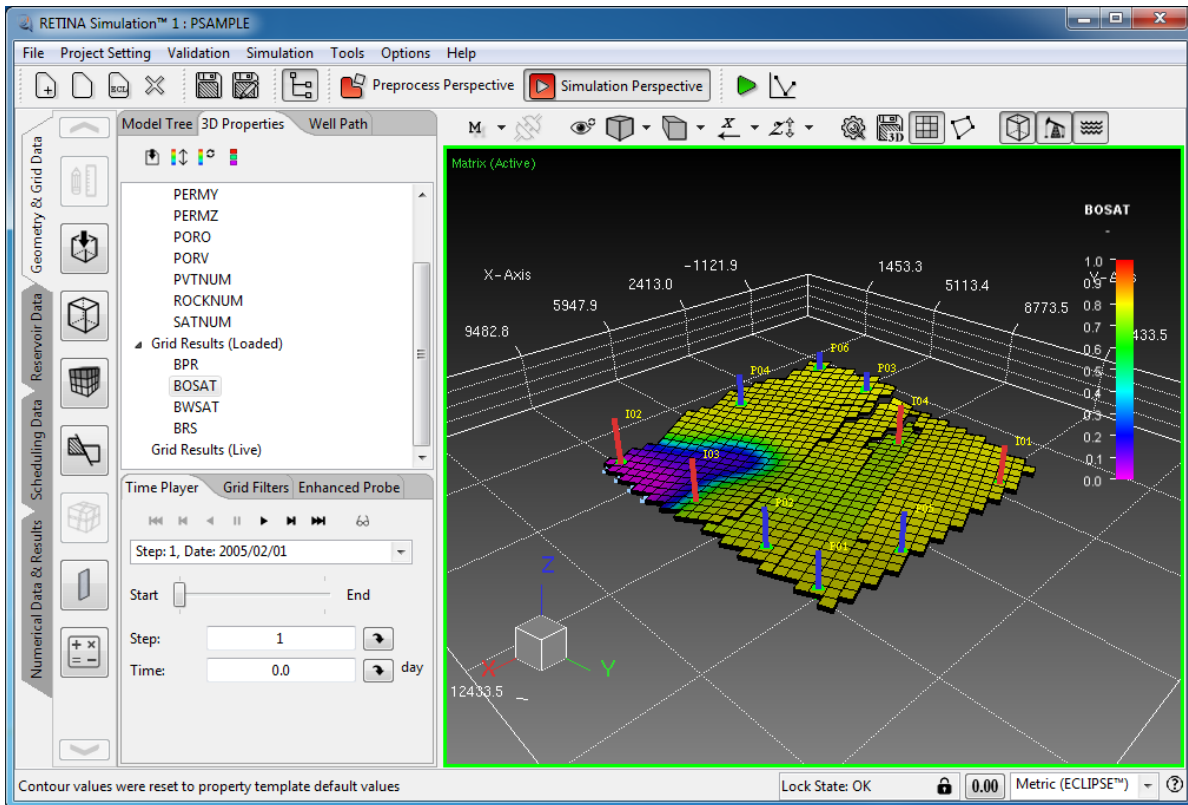 RETINA Simulation™ 1 : PSAMPLE
File Project Setting Validation Simulation Tools Options Help
ECL Preprocess Perspective Simulation Perspective
Geometry & Grid Data
Reservoir Data
Scheduling Data
Numerical Data & Results
Model Tree 3D Properties Well Path
PERMY
PERMZ
PORO
PORV
PVTNUM
ROCKNUM
SATNUM
Grid Results (Loaded)
BPR
BOSAT
BWSAT
BRS
Grid Results (Live)
Time Player Grid Filters Enhanced Probe
Step: 1, Date: 2005/02/01
Start End
Step: 1
Time: 0.0 day
M X Z 3D
Matrix (Active)
BOSAT
-
1.0
0.9
0.8
0.7
0.6
0.5
0.4
0.3
0.2
0.1
0.0
X-Axis
9482.8
5947.9
2413.0
-1121.9
1453.3
5113.4
8773.5
433.5
P06
P03
P04
I04
I02
I03
I01
P02
P05
P01
Z
X
Y
12433.5
Contour values were reset to property template default values
Lock State: OK 0.00 Metric (ECLIPSE™)